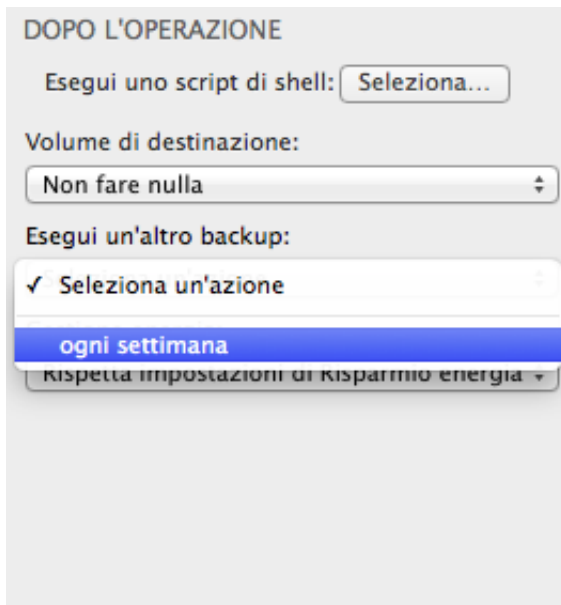 DOPO L'OPERAZIONE
Esegui uno script di shell: Seleziona...
Volume di destinazione:
Non fare nulla
Esegui un'altro backup:
✓ Seleziona un'azione
ogni settimana
Rispetta impostazioni di Risparmio energia